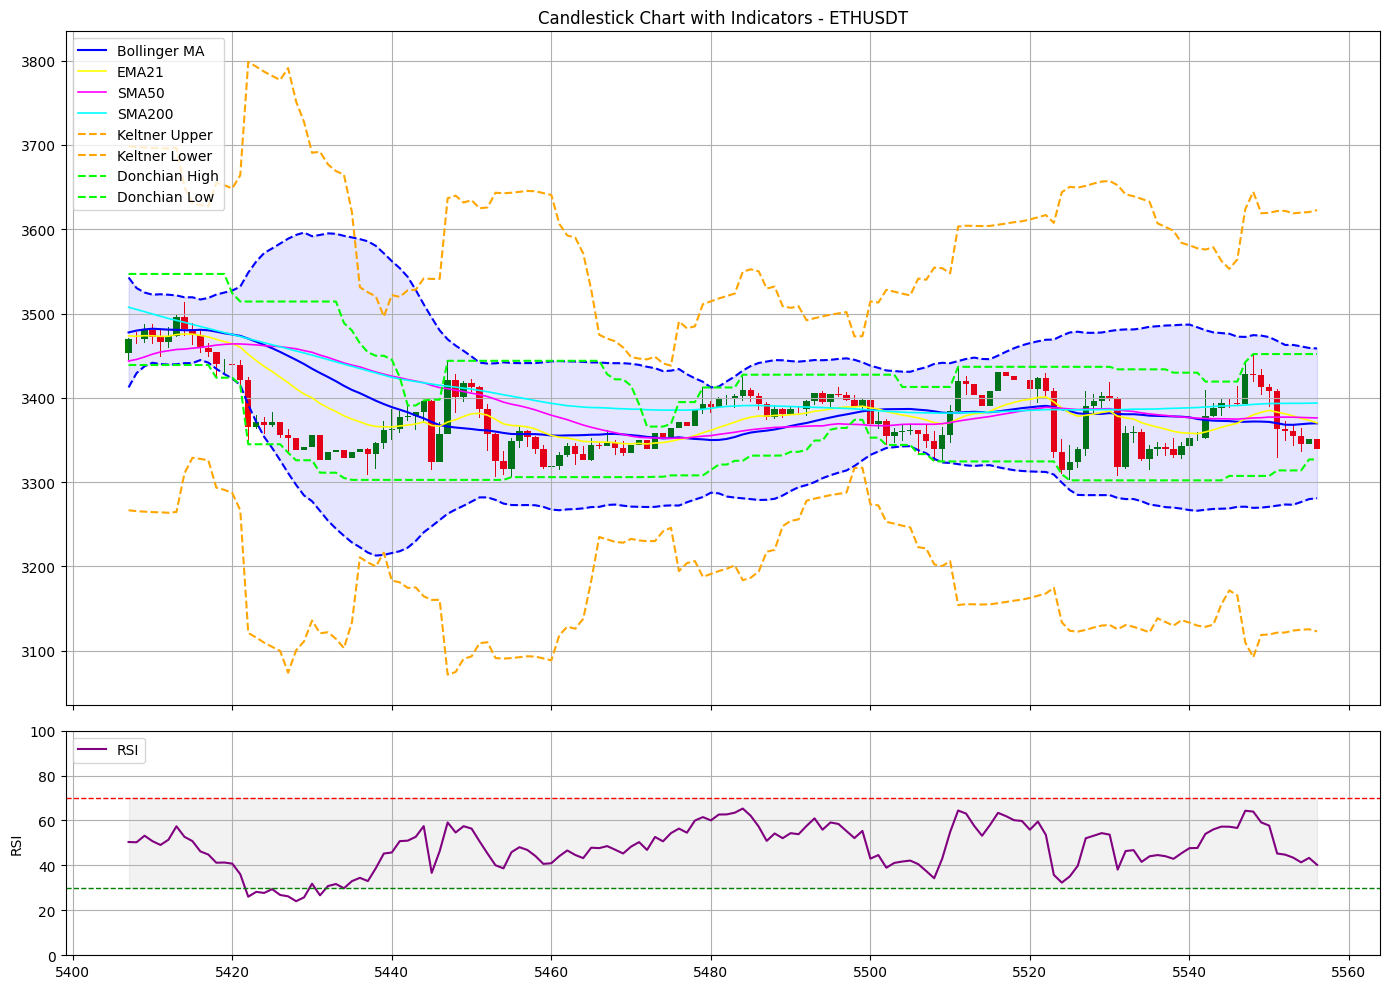 Candlestick Chart with Indicators - ETHUSDT
Bollinger MA
EMA21
SMA50
SMA200
Keltner Upper
Keltner Lower
Donchian High
Donchian Low
3800
3700
3600
3500
3400
3300
3200
3100
RSI
100
80
60
40
20
0
RSI
5400
5420
5440
5460
5480
5500
5520
5540
5560